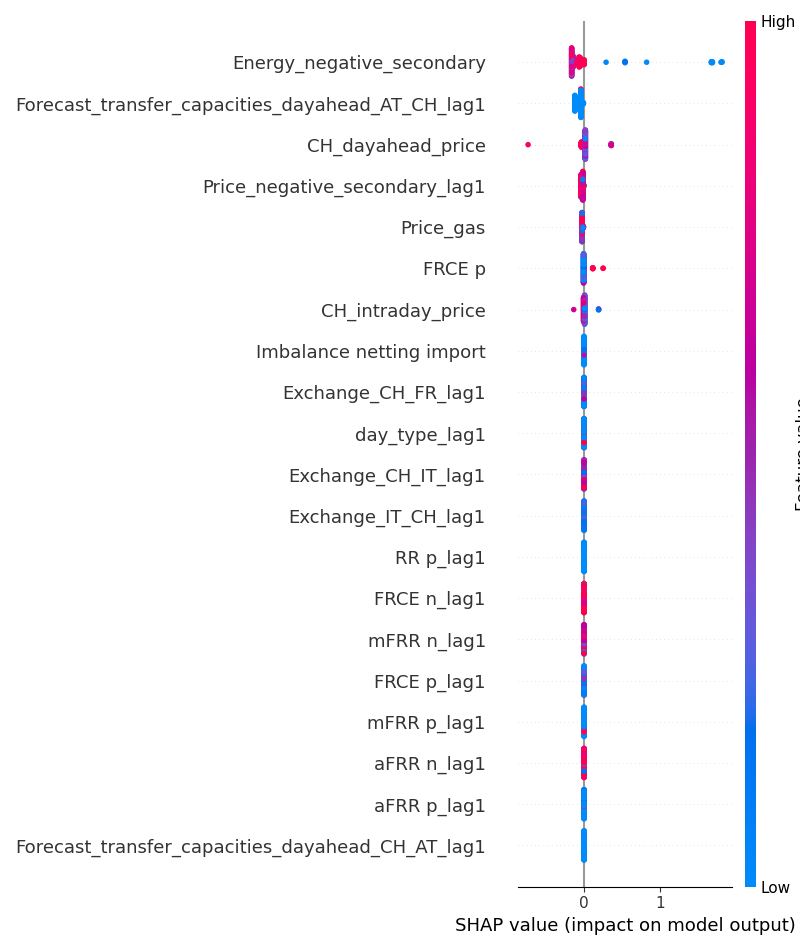 High
Energy_negative_secondary
Forecast_transfer_capacities_dayahead_AT_CH_lag1
CH_dayahead_price
Price_negative_secondary_lag1
Price_gas
FRCE p
CH_intraday_price
Imbalance netting import
Exchange_CH_FR_lag1
day_type_lag1
Exchange_CH_IT_lag1
Exchange_IT_CH_lag1
RR p_lag1
FRCE n_lag1
mFRR n_lag1
FRCE p_lag1
mFRR p_lag1
aFRR n_lag1
aFRR p_lag1
Forecast_transfer_capacities_dayahead_CH_AT_lag1
Low
0 1
SHAP value (impact on model output)